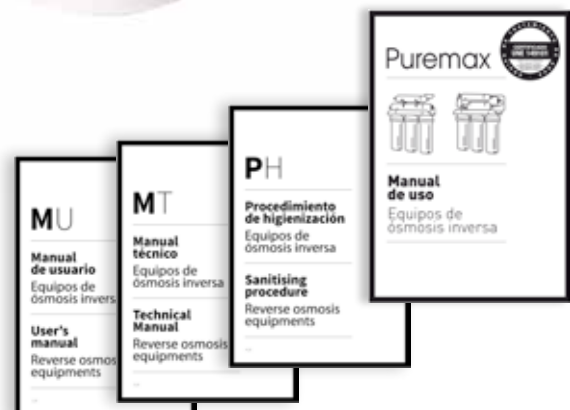 MU
Manual
de usuario
Equipos de
ósmosis invers
User's
manual
Reverse osmos
equipments
MT
Manual
técnico
Equipos de
ósmosis inversa
Technical
Manual
Reverse osmosis
equipments
PH
Procedimiento
de higienización
Equipos de
ósmosis inversa
Sanitising
procedure
Reverse osmosis
equipments
Puremax
Manual
de uso
Equipos de
ósmosis inversa